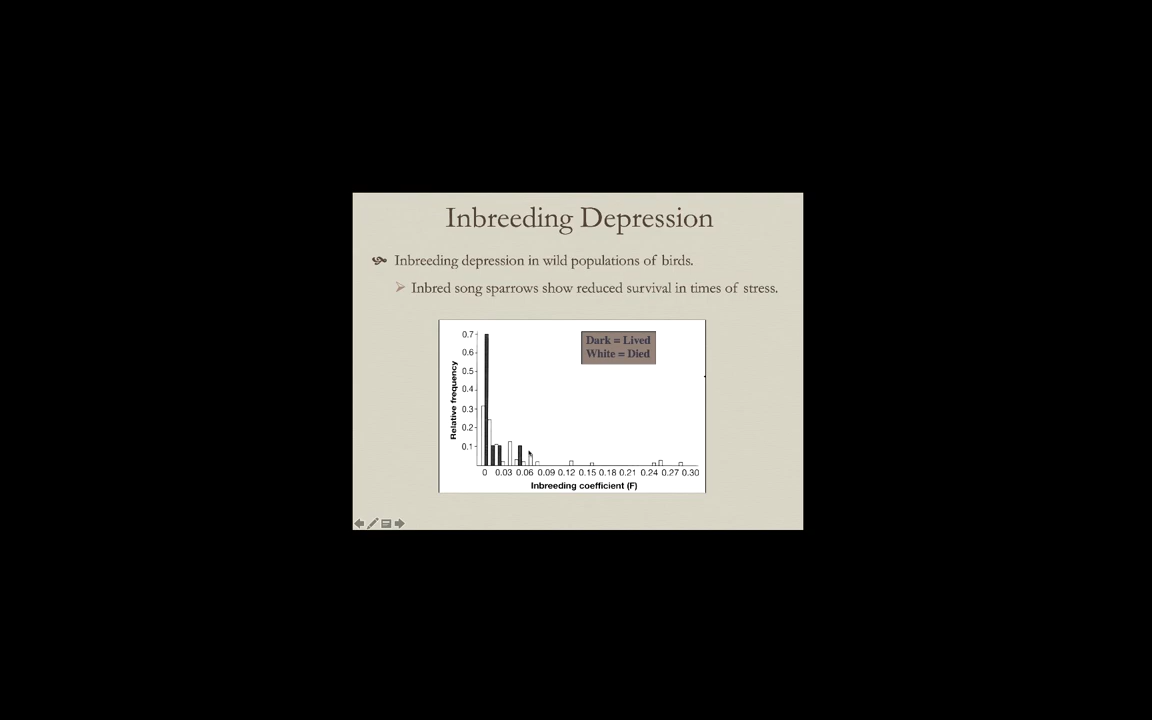 Inbreeding Depression
Inbreeding depression in wild populations of birds.
Inbred song sparrows show reduced survival in times of stress.
Dark = Lived
White = Died
Relative frequency
0.7
0.6
0.5
0.4
0.3
0.2
0.1
0 0.03 0.06 0.09 0.12 0.15 0.18 0.21 0.24 0.27 0.30
Inbreeding coefficient (F)